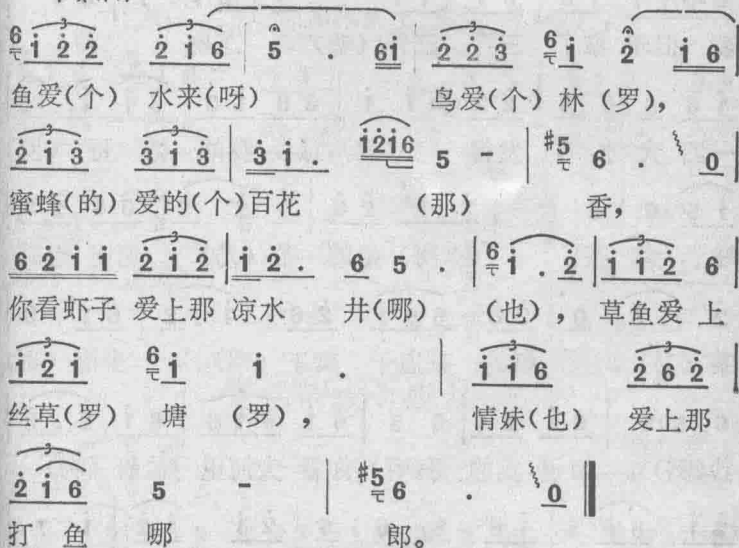 鱼爱(个) 水来(呀) 鸟爱(个) 林(罗),
蜜蜂(的) 爱的(个)百花 (那) 香,
你看虾子 爱上那 凉水 井(哪) (也), 草鱼爱 上
丝草(罗) 塘 (罗), 情妹(也) 爱上那
打 鱼 哪 郎。